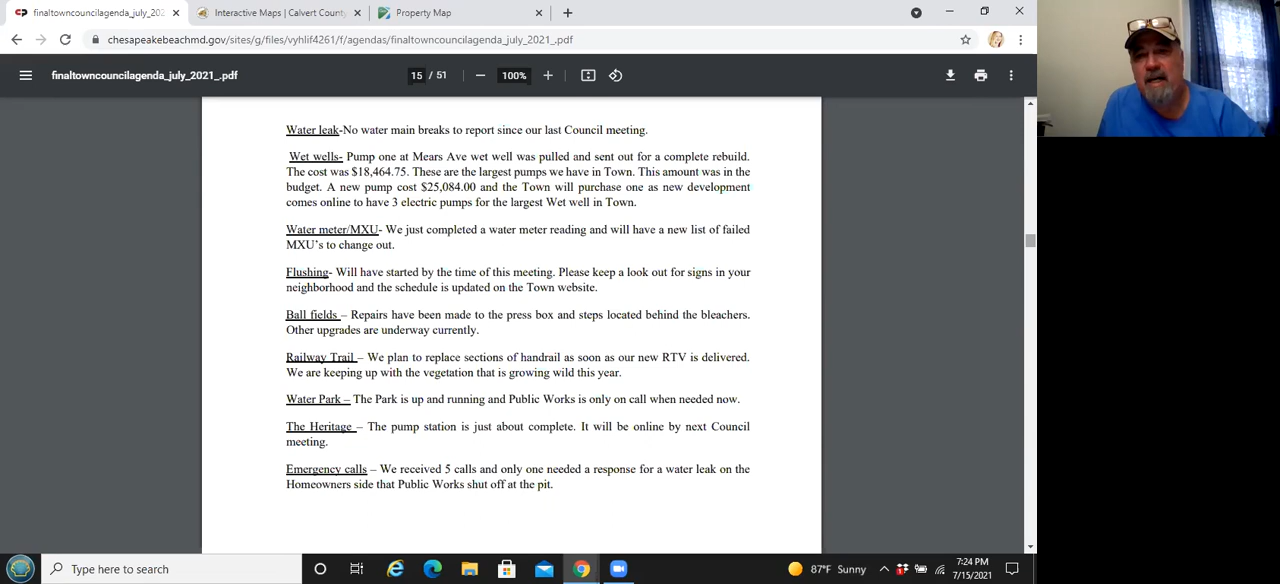 finaltowncouncilagenda_july_202
Interactive Maps | Calvert County
Property Map
chesapeakebeachmd.gov/sites/g/files/vyhlif4261/f/agendas/finaltowncouncilagenda_july_2021_.pdf
finaltowncouncilagenda_july_2021_.pdf
15 / 51
100%
Water leak-No water main breaks to report since our last Council meeting.
Wet wells- Pump one at Mears Ave wet well was pulled and sent out for a complete rebuild.
The cost was $18,464.75. These are the largest pumps we have in Town. This amount was in the
budget. A new pump cost $25,084.00 and the Town will purchase one as new development
comes online to have 3 electric pumps for the largest Wet well in Town.
Water meter/MXU- We just completed a water meter reading and will have a new list of failed
MXU's to change out.
Flushing- Will have started by the time of this meeting. Please keep a look out for signs in your
neighborhood and the schedule is updated on the Town website.
Ball fields – Repairs have been made to the press box and steps located behind the bleachers.
Other upgrades are underway currently.
Railway Trail – We plan to replace sections of handrail as soon as our new RTV is delivered.
We are keeping up with the vegetation that is growing wild this year.
Water Park – The Park is up and running and Public Works is only on call when needed now.
The Heritage – The pump station is just about complete. It will be online by next Council
meeting.
Emergency calls – We received 5 calls and only one needed a response for a water leak on the
Homeowners side that Public Works shut off at the pit.
Type here to search
87°F Sunny
7:24 PM
7/15/2021